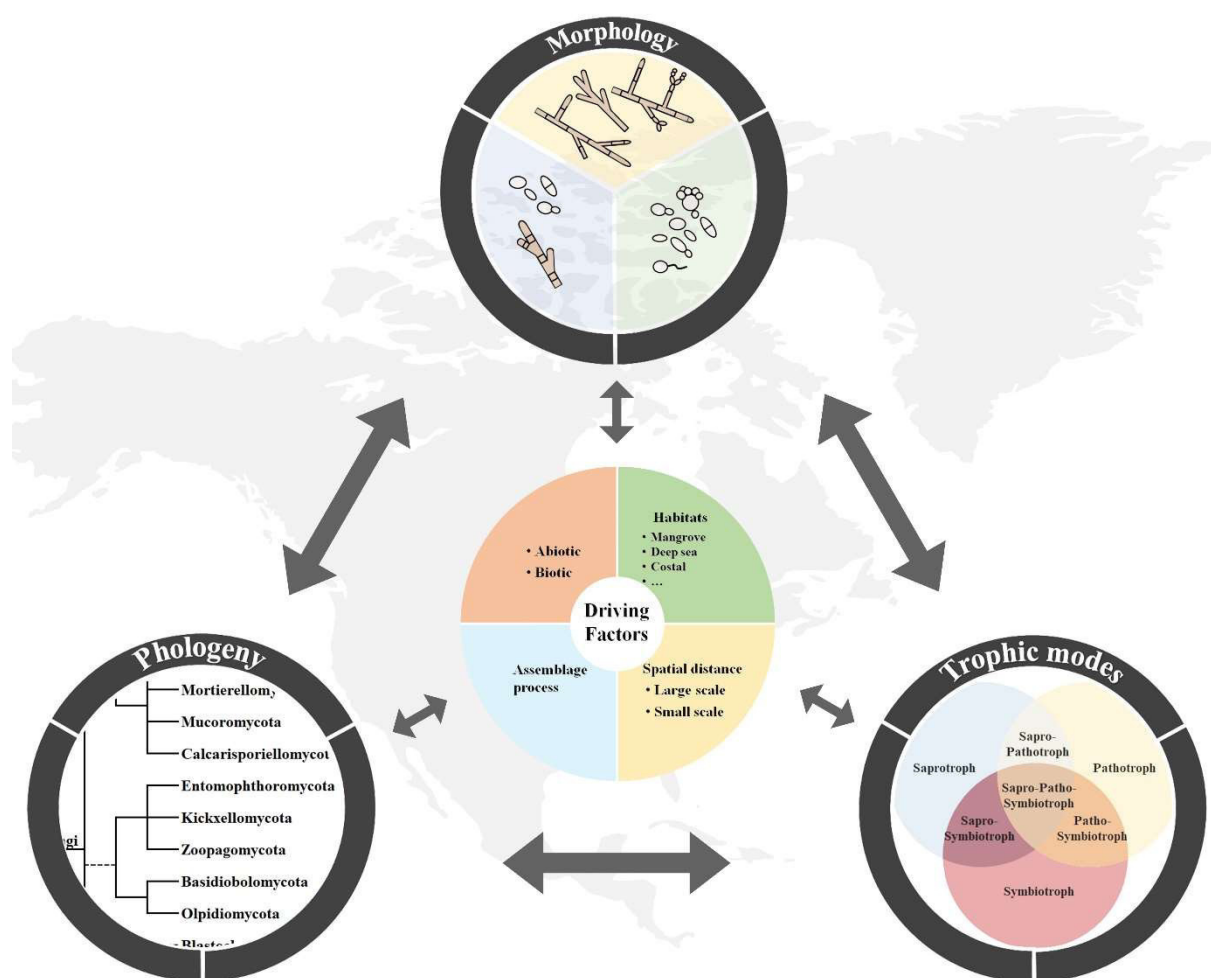 Morphology
Habitats
• Mangrove
• Deep sea
• Costal
• ...
• Abiotic
• Biotic
Driving
Factors
Assemblage
process
Spatial distance
• Large scale
• Small scale
Phologeny
Mucoromycota
Entomophthoromycota
Kickxellomycota
Zoopagomycota
Basidiobolomycota
Olpidiomycota
Trophic modes
Sapro-
Pathotroph
Saprotroph
Pathotroph
Sapro-Patho-
Symbiotroph
Sapro-
Symbiotroph
Patho-
Symbiotroph
Symbiotroph